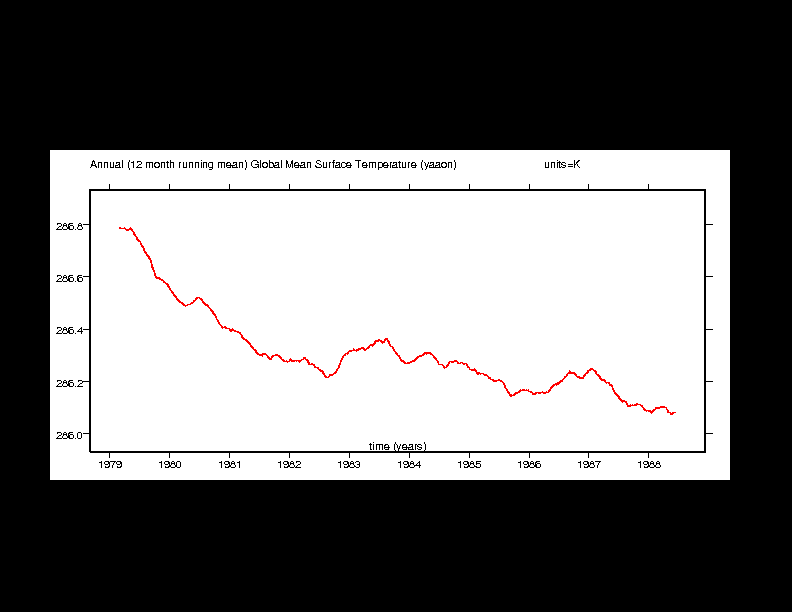 Annual (12 month running mean) Global Mean Surface Temperature (yaaon) units=K
286.8
286.6
286.4
286.2
286.0
time (years)
1979 1980 1981 1982 1983 1984 1985 1986 1987 1988